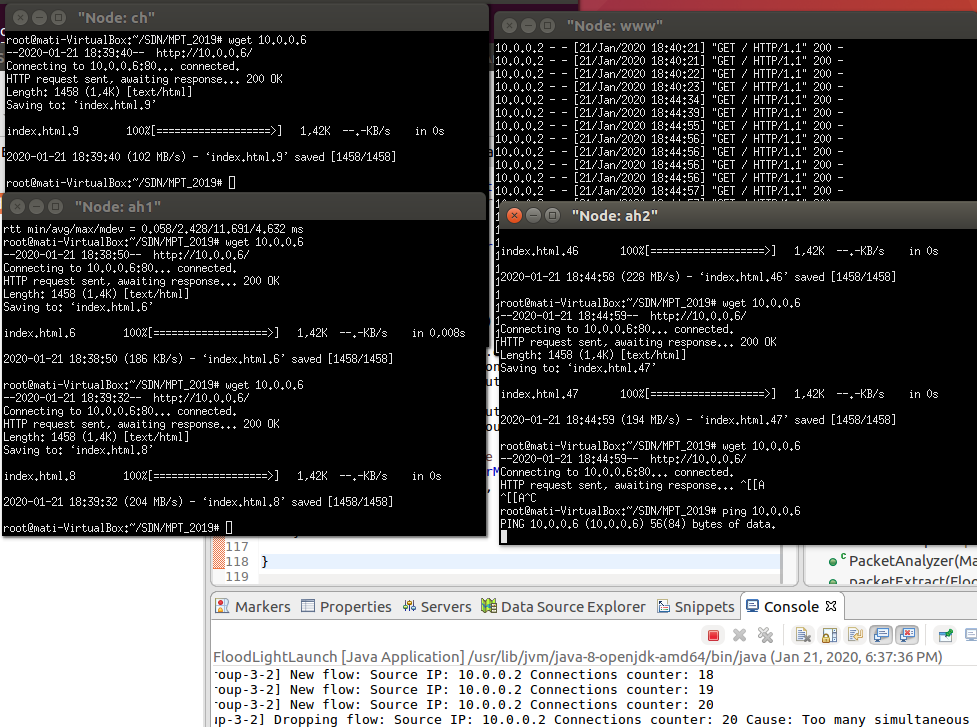 "Node: ch"
root@mati-VirtualBox:~/SDN/MPT_2019# wget 10.0.0.6
--2020-01-21 18:39:40--  http://10.0.0.6/
Connecting to 10.0.0.6:80... connected.
HTTP request sent, awaiting response... 200 OK
Length: 1458 (1,4K) [text/html]
Saving to: ‘index.html.9’
index.html.9        100%[===================>]   1,42K  --.-KB/s    in 0s
2020-01-21 18:39:40 (102 MB/s) - ‘index.html.9’ saved [1458/1458]
root@mati-VirtualBox:~/SDN/MPT_2019#
"Node: www"
10.0.0.2 - - [21/Jan/2020 18:40:21] "GET / HTTP/1.1" 200 -
10.0.0.2 - - [21/Jan/2020 18:40:21] "GET / HTTP/1.1" 200 -
10.0.0.2 - - [21/Jan/2020 18:40:22] "GET / HTTP/1.1" 200 -
10.0.0.2 - - [21/Jan/2020 18:40:23] "GET / HTTP/1.1" 200 -
10.0.0.2 - - [21/Jan/2020 18:44:34] "GET / HTTP/1.1" 200 -
10.0.0.2 - - [21/Jan/2020 18:44:39] "GET / HTTP/1.1" 200 -
10.0.0.2 - - [21/Jan/2020 18:44:55] "GET / HTTP/1.1" 200 -
10.0.0.2 - - [21/Jan/2020 18:44:56] "GET / HTTP/1.1" 200 -
10.0.0.2 - - [21/Jan/2020 18:44:56] "GET / HTTP/1.1" 200 -
10.0.0.2 - - [21/Jan/2020 18:44:56] "GET / HTTP/1.1" 200 -
10.0.0.2 - - [21/Jan/2020 18:44:56] "GET / HTTP/1.1" 200 -
10.0.0.2 - - [21/Jan/2020 18:44:57] "GET / HTTP/1.1" 200 -
"Node: ah1"
rtt min/avg/max/mdev = 0.058/2.428/11.691/4.632 ms
root@mati-VirtualBox:~/SDN/MPT_2019# wget 10.0.0.6
--2020-01-21 18:38:50--  http://10.0.0.6/
Connecting to 10.0.0.6:80... connected.
HTTP request sent, awaiting response... 200 OK
Length: 1458 (1,4K) [text/html]
Saving to: ‘index.html.6’
index.html.6        100%[===================>]   1,42K  --.-KB/s    in 0,008s
2020-01-21 18:38:50 (186 KB/s) - ‘index.html.6’ saved [1458/1458]
root@mati-VirtualBox:~/SDN/MPT_2019# wget 10.0.0.6
--2020-01-21 18:39:32--  http://10.0.0.6/
Connecting to 10.0.0.6:80... connected.
HTTP request sent, awaiting response... 200 OK
Length: 1458 (1,4K) [text/html]
Saving to: ‘index.html.8’
index.html.8        100%[===================>]   1,42K  --.-KB/s    in 0s
2020-01-21 18:39:32 (204 MB/s) - ‘index.html.8’ saved [1458/1458]
root@mati-VirtualBox:~/SDN/MPT_2019#
"Node: ah2"
index.html.46       100%[===================>]   1,42K  --.-KB/s    in 0s
2020-01-21 18:44:58 (228 MB/s) - ‘index.html.46’ saved [1458/1458]
root@mati-VirtualBox:~/SDN/MPT_2019# wget 10.0.0.6
--2020-01-21 18:44:59--  http://10.0.0.6/
Connecting to 10.0.0.6:80... connected.
HTTP request sent, awaiting response... 200 OK
Length: 1458 (1,4K) [text/html]
Saving to: ‘index.html.47’
index.html.47       100%[===================>]   1,42K  --.-KB/s    in 0s
2020-01-21 18:44:59 (194 MB/s) - ‘index.html.47’ saved [1458/1458]
root@mati-VirtualBox:~/SDN/MPT_2019# wget 10.0.0.6
--2020-01-21 18:44:59--  http://10.0.0.6/
Connecting to 10.0.0.6:80... connected.
HTTP request sent, awaiting response... ^[[A
^[[A^C
root@mati-VirtualBox:~/SDN/MPT_2019# ping 10.0.0.6
PING 10.0.0.6 (10.0.0.6) 56(84) bytes of data.
117
118 }
119
PacketAnalyzer(Ma
packetExtract(Floo
Markers Properties Servers Data Source Explorer Snippets Console
FloodLightLaunch [Java Application] /usr/lib/jvm/java-8-openjdk-amd64/bin/java (Jan 21, 2020, 6:37:36 PM)
roup-3-2] New flow: Source IP: 10.0.0.2 Connections counter: 18
roup-3-2] New flow: Source IP: 10.0.0.2 Connections counter: 19
roup-3-2] New flow: Source IP: 10.0.0.2 Connections counter: 20
up-3-2] Dropping flow: Source IP: 10.0.0.2 Connections counter: 20 Cause: Too many simultaneous